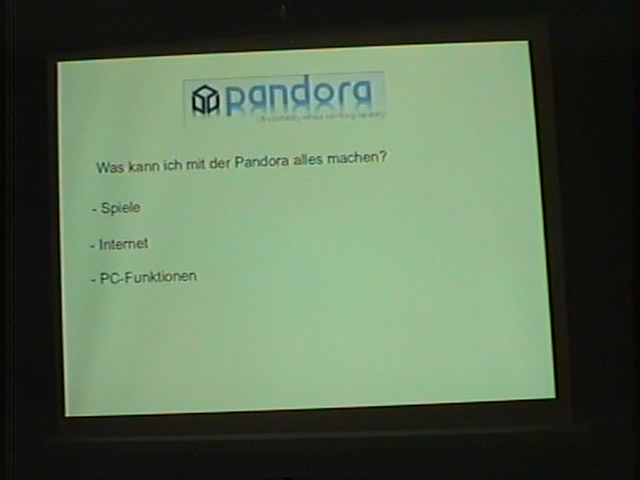 pandora
Was kann ich mit der Pandora alles machen?
- Spiele
- Internet
- PC-Funktionen